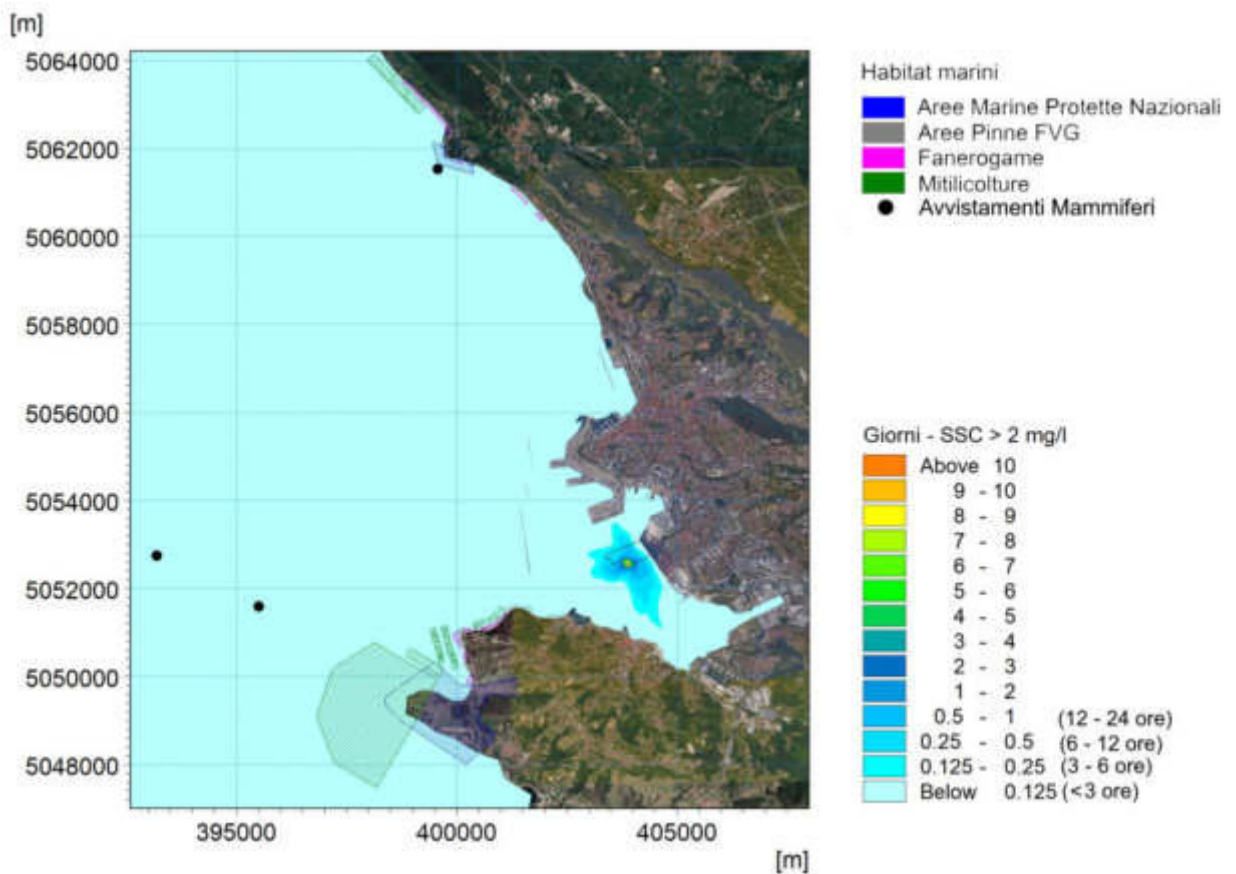 [m]
5064000
5062000
5060000
5058000
5056000
5054000
5052000
5050000
5048000
395000
400000
405000
[m]
Habitat marini
Aree Marine Protette Nazionali
Aree Pinne FVG
Fanerogame
Mitilicolture
Avvistamenti Mammiferi
Giorni - SSC > 2 mg/l
Above 10
9 - 10
8 - 9
7 - 8
6 - 7
5 - 6
4 - 5
3 - 4
2 - 3
1 - 2
0.5 - 1 (12 - 24 ore)
0.25 - 0.5 (6 - 12 ore)
0.125 - 0.25 (3 - 6 ore)
Below 0.125 (<3 ore)